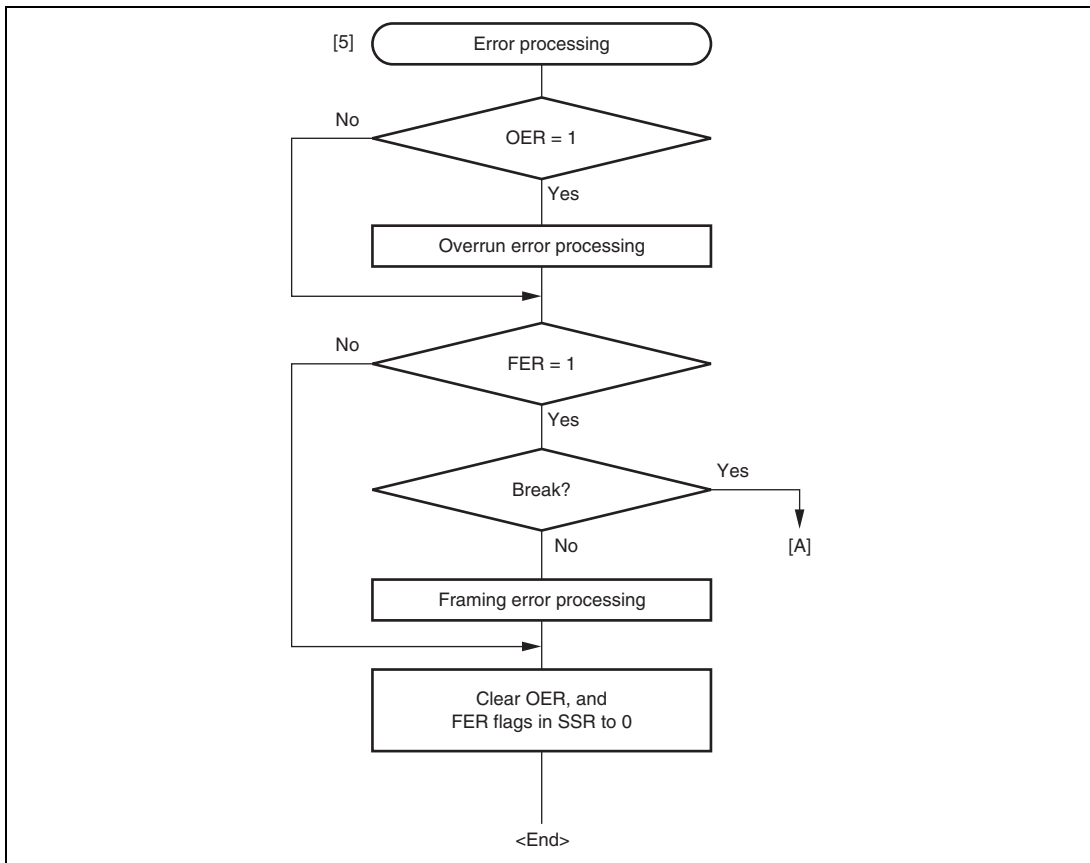 [5]
Error processing
No
OER = 1
Yes
Overrun error processing
No
FER = 1
Yes
Break?
Yes
No
[A]
Framing error processing
Clear OER, and
FER flags in SSR to 0
<End>